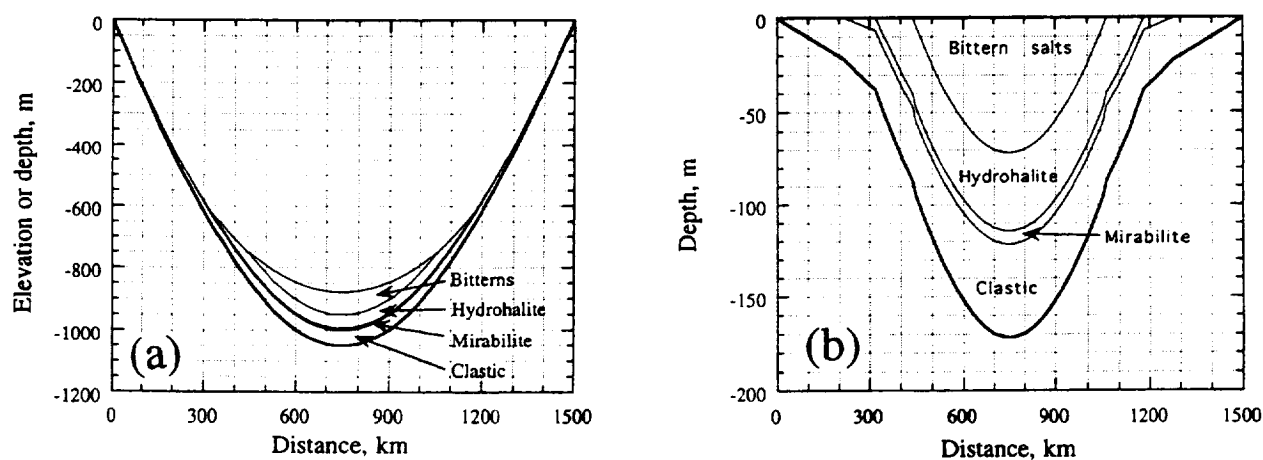 Elevation or depth, m
0
-200
-400
-600
-800
-1000
-1200
Bitterns
Hydrohalite
Mirabilite
Clastic
(a)
0 300 600 900 1200 1500
Distance, km
Depth, m
0
-50
-100
-150
-200
Bittern salts
Hydrohalite
Mirabilite
Clastic
(b)
0 300 600 900 1200 1500
Distance, km